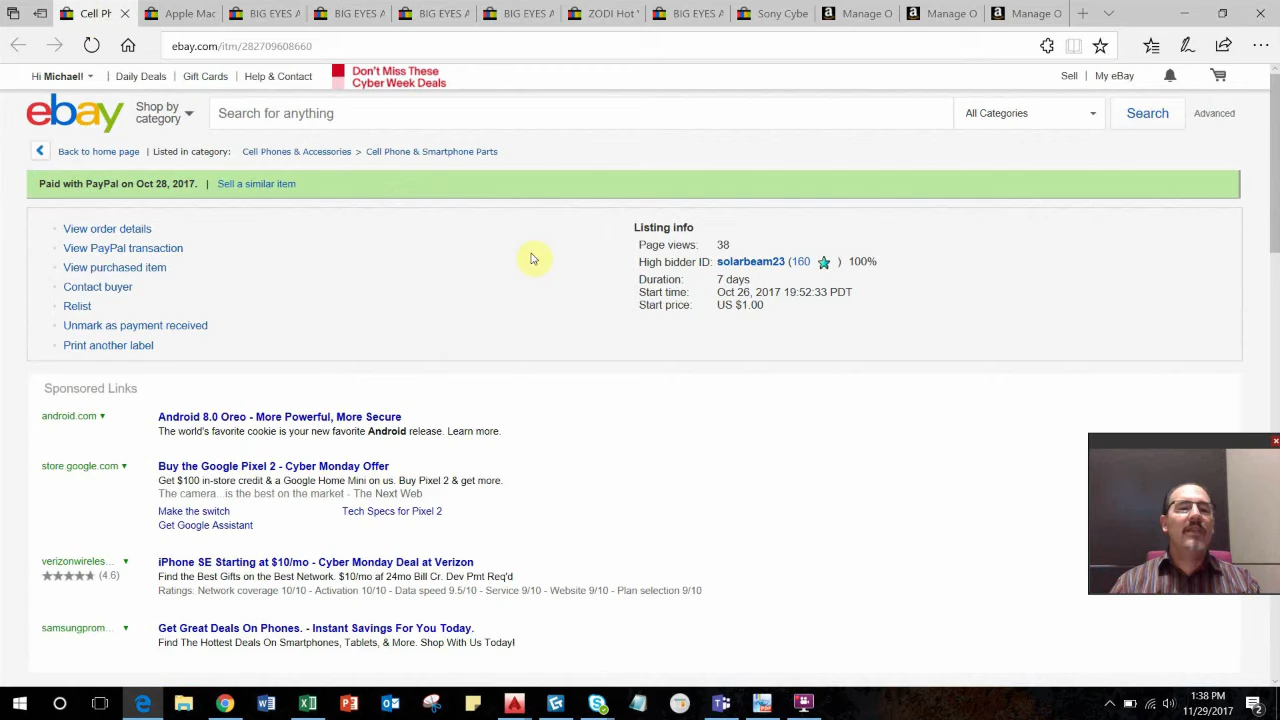 Cell Ph
Apple Mac
BIG EYES A
BIG EYES A
BIG EYES A
BIG EYES A
ZODI Hot
BIG EYES A
Sony Cybe
Manage O
Manage O
Manage O
ebay.com/itm/282709608660
Hi Michael! Daily Deals Gift Cards Help & Contact Don't Miss These Sell My eBay
Cyber Week Deals
ebay Shop by category Search for anything All Categories Search Advanced
Back to home page | Listed in category: Cell Phones & Accessories > Cell Phone & Smartphone Parts
Paid with PayPal on Oct 28, 2017. | Sell a similar item
View order details
View PayPal transaction
View purchased item
Contact buyer
Relist
Unmark as payment received
Print another label
Listing info
Page views: 38
High bidder ID: solarbeam23 (160 ) 100%
Duration: 7 days
Start time: Oct 26, 2017 19:52:33 PDT
Start price: US $1.00
Sponsored Links
android.com Android 8.0 Oreo - More Powerful, More Secure
The world's favorite cookie is your new favorite Android release. Learn more.
store.google.com Buy the Google Pixel 2 - Cyber Monday Offer
Get $100 in-store credit & a Google Home Mini on us. Buy Pixel 2 & get more.
The camera...is the best on the market - The Next Web
Make the switch Tech Specs for Pixel 2
Get Google Assistant
verizonwireles... iPhone SE Starting at $10/mo - Cyber Monday Deal at Verizon
(4.6) Find the Best Gifts on the Best Network. $10/mo af 24mo Bill Cr. Dev Pmt Req'd
Ratings: Network coverage 10/10 - Activation 10/10 - Data speed 9.5/10 - Service 9/10 - Website 9/10 - Plan selection 9/10
samsungprom... Get Great Deals On Phones. - Instant Savings For You Today.
Find The Hottest Deals On Smartphones, Tablets, & More. Shop With Us Today!
1:38 PM
11/29/2017
2